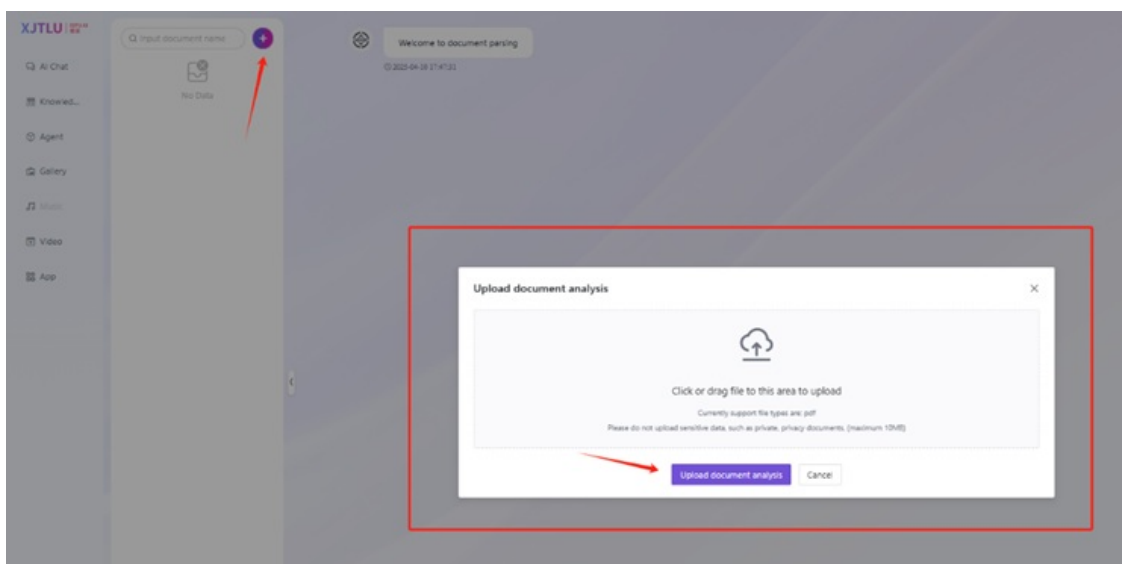 XJTLU
Input document name
Welcome to document parsing
AI Chat
No Data
Knowled...
Agent
Gallery
Music
Video
App
Upload document analysis
Click or drag file to this area to upload
Currently support file types are: pdf
Please do not upload sensitive data, such as private, privacy documents, (maximum 10MB)
Upload document analysis
Cancel